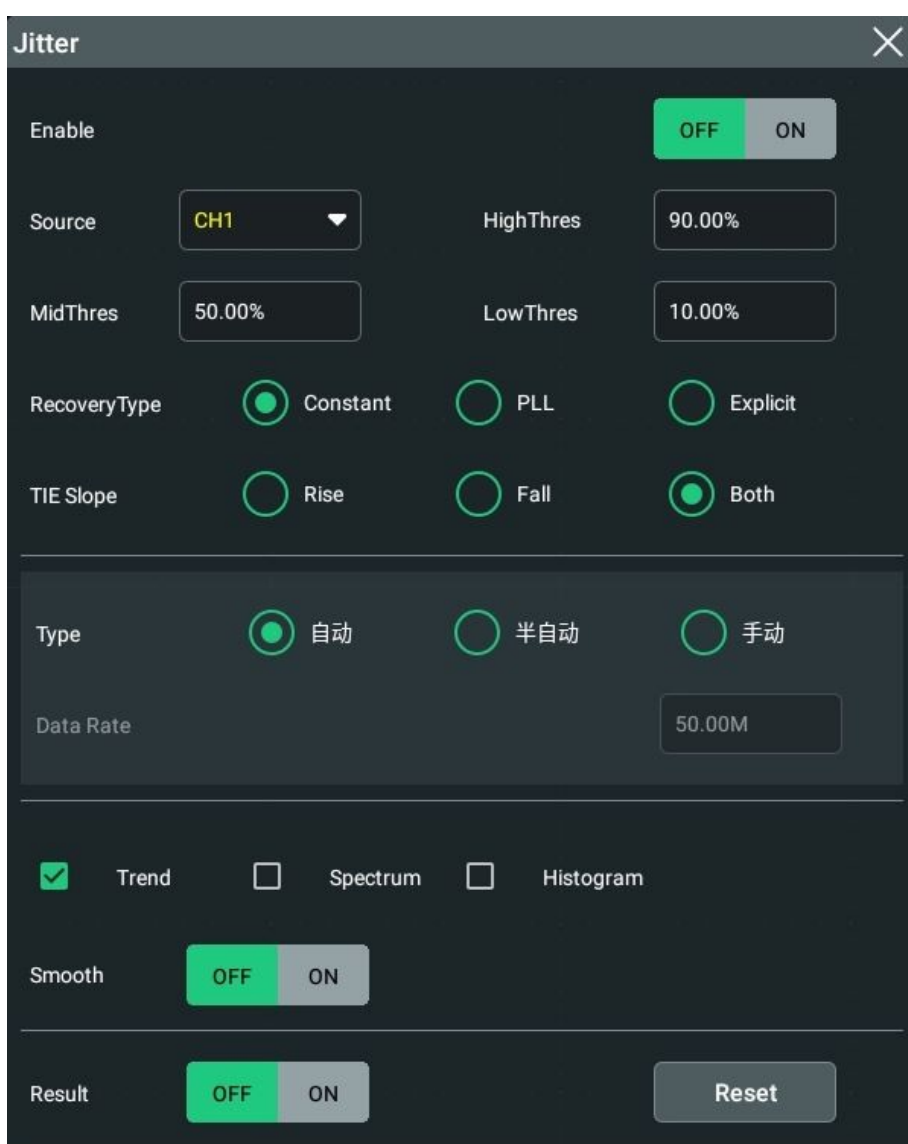 Jitter
Enable OFF ON
Source CH1 HighThres 90.00%
MidThres 50.00% LowThres 10.00%
RecoveryType Constant PLL Explicit
TIE Slope Rise Fall Both
Type 自动 半自动 手动
Data Rate 50.00M
Trend Spectrum Histogram
Smooth OFF ON
Result OFF ON Reset